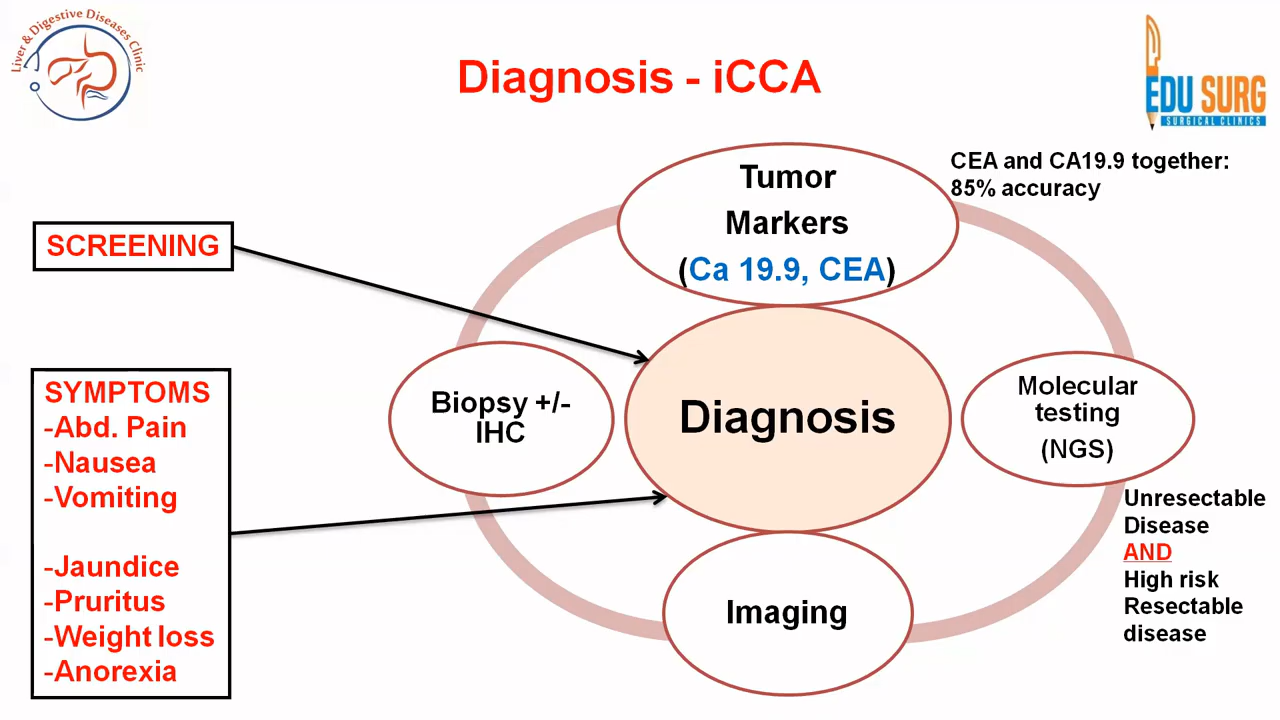 Liver & Digestive Diseases Clinic
Diagnosis - iCCA
EDU SURG
SURGICAL CLINICS
CEA and CA19.9 together:
85% accuracy
Tumor
Markers
(Ca 19.9, CEA)
SCREENING
SYMPTOMS
-Abd. Pain
-Nausea
-Vomiting
-Jaundice
-Pruritus
-Weight loss
-Anorexia
Biopsy +/-
IHC
Diagnosis
Molecular
testing
(NGS)
Unresectable
Disease
AND
High risk
Resectable
disease
Imaging